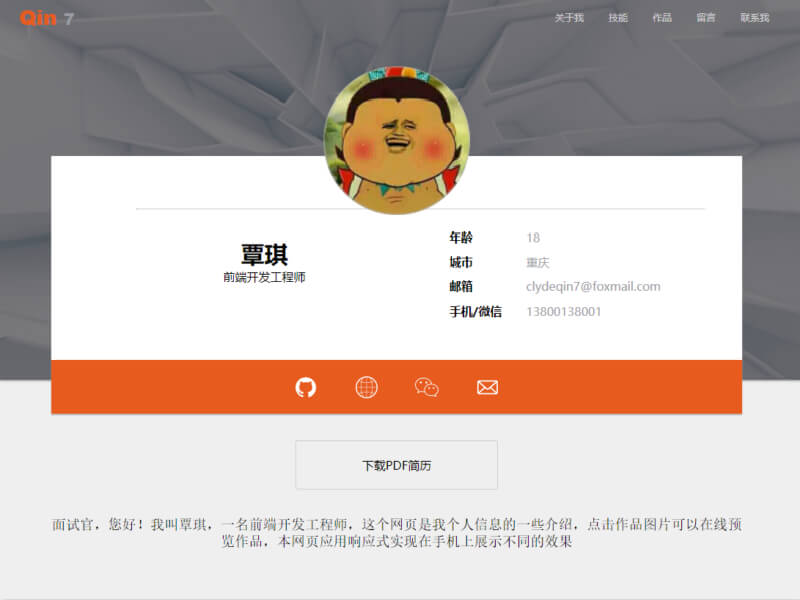 Qin 7
关于我 技能 作品 留言 联系我
覃琪
前端开发工程师
年龄 18
城市 重庆
邮箱 clydeqin7@foxmail.com
手机/微信 13800138001
下载PDF简历
面试官，您好！我叫覃琪，一名前端开发工程师，这个网页是我个人信息的一些介绍，点击作品图片可以在线预
览作品，本网页应用响应式实现在手机上展示不同的效果